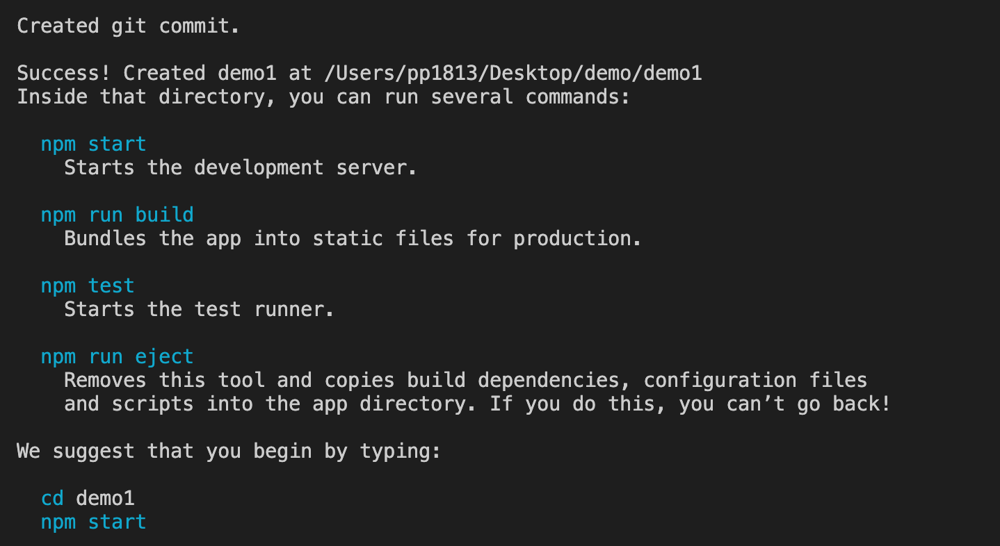 Created git commit.
Success! Created demo1 at /Users/pp1813/Desktop/demo/demo1
Inside that directory, you can run several commands:
npm start
Starts the development server.
npm run build
Bundles the app into static files for production.
npm test
Starts the test runner.
npm run eject
Removes this tool and copies build dependencies, configuration files
and scripts into the app directory. If you do this, you can’t go back!
We suggest that you begin by typing:
cd demo1
npm start